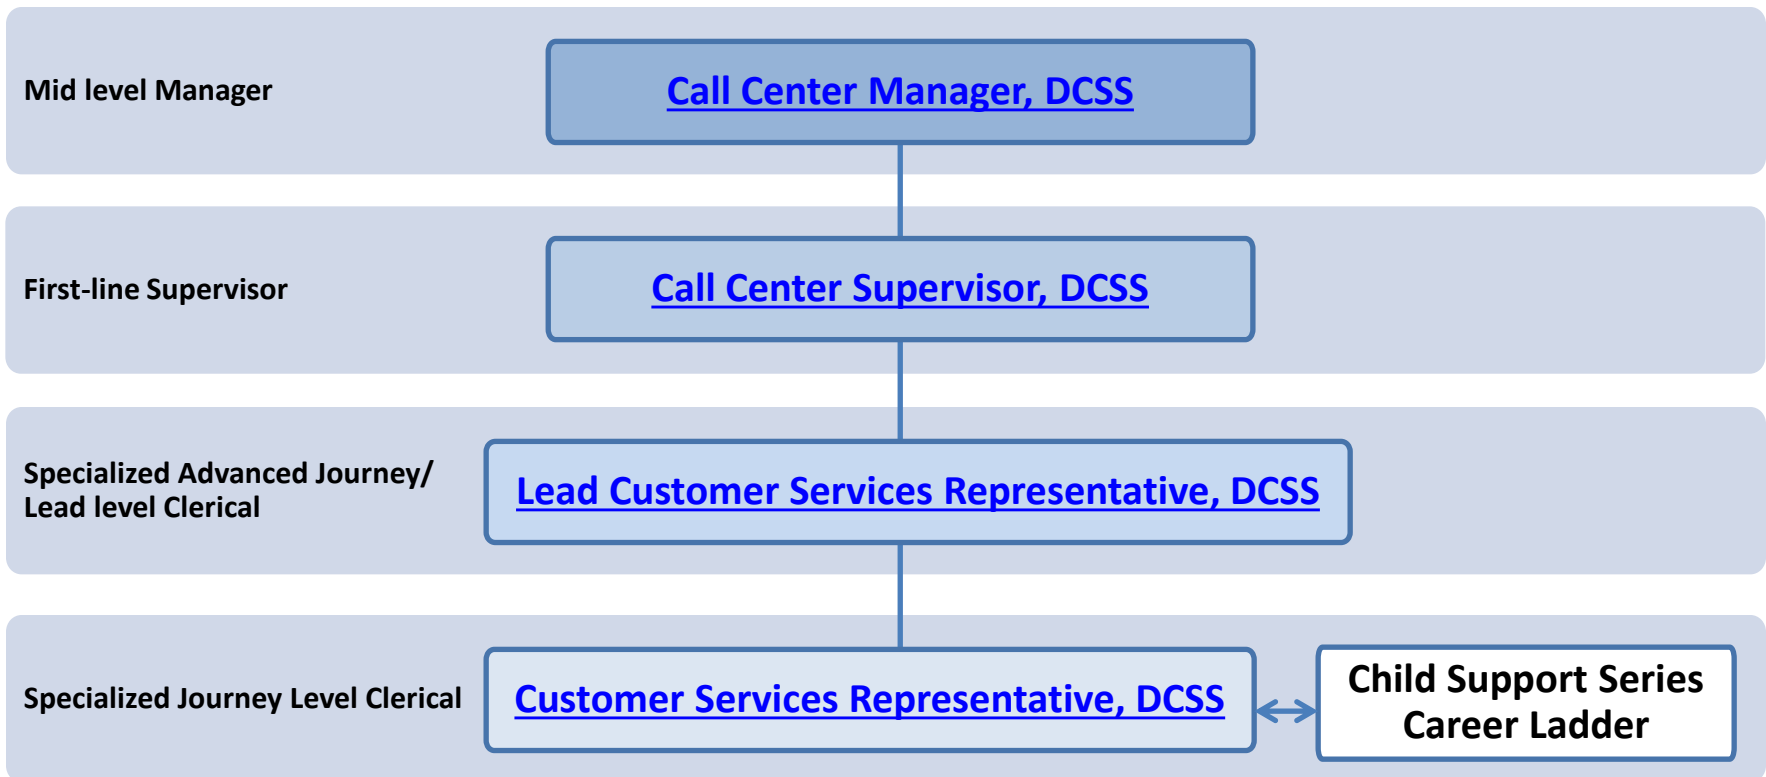 Mid level Manager
Call Center Manager, DCSS
First-line Supervisor
Call Center Supervisor, DCSS
Specialized Advanced Journey/
Lead level Clerical
Lead Customer Services Representative, DCSS
Specialized Journey Level Clerical
Customer Services Representative, DCSS
Child Support Series
Career Ladder